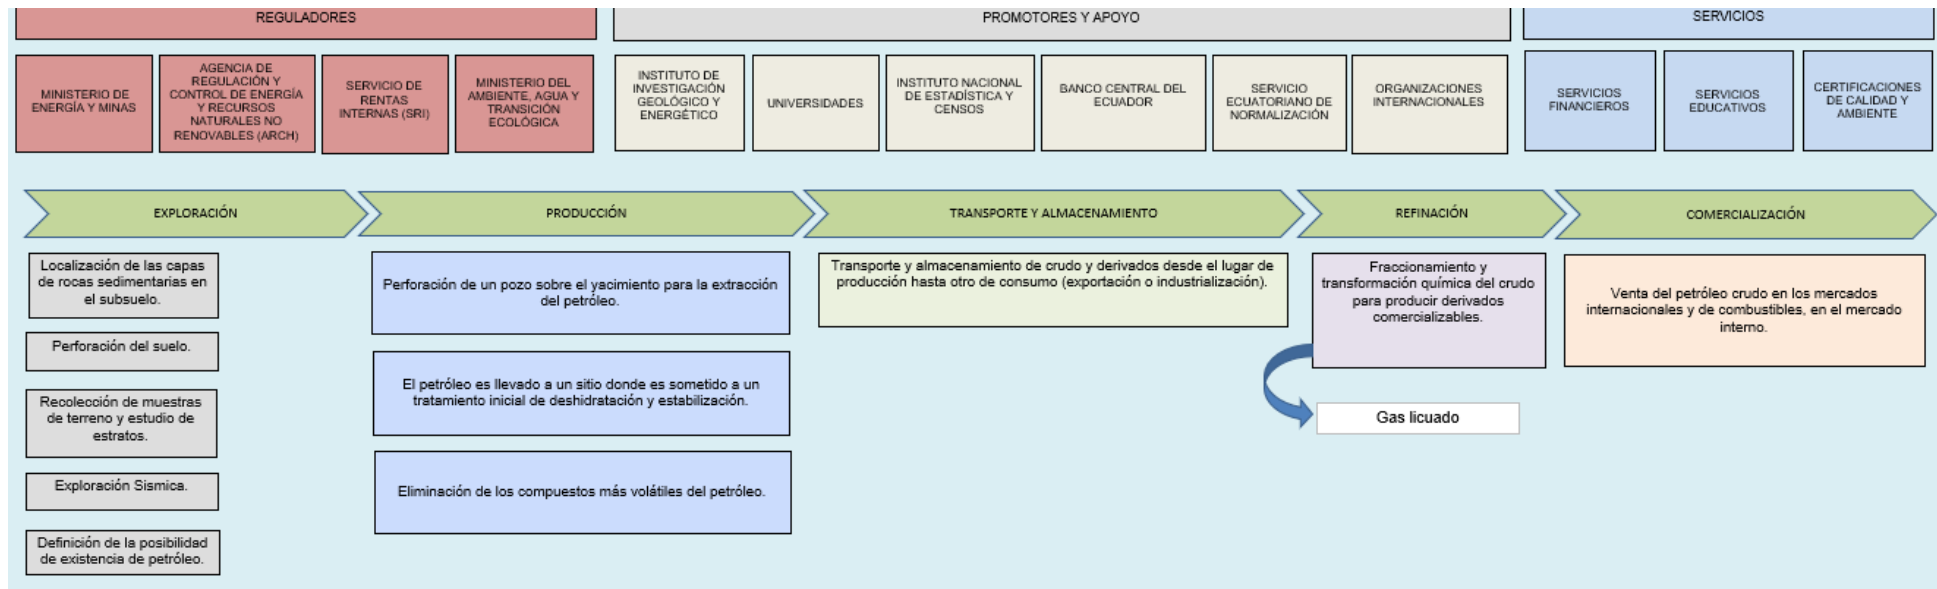 REGULADORES
PROMOTORES Y APOYO
SERVICIOS
MINISTERIO DE
ENERGÍA Y MINAS
AGENCIA DE
REGULACIÓN Y
CONTROL DE ENERGÍA
Y RECURSOS
NATURALES NO
RENOVABLES (ARCH)
SERVICIO DE
RENTAS
INTERNAS (SRI)
MINISTERIO DEL
AMBIENTE, AGUA Y
TRANSICIÓN
ECOLÓGICA
INSTITUTO DE
INVESTIGACIÓN
GEOLÓGICO Y
ENERGÉTICO
UNIVERSIDADES
INSTITUTO NACIONAL
DE ESTADÍSTICA Y
CENSOS
BANCO CENTRAL DEL
ECUADOR
SERVICIO
ECUATORIANO DE
NORMALIZACIÓN
ORGANIZACIONES
INTERNACIONALES
SERVICIOS
FINANCIEROS
SERVICIOS
EDUCATIVOS
CERTIFICACIONES
DE CALIDAD Y
AMBIENTE
EXPLORACIÓN
PRODUCCIÓN
TRANSPORTE Y ALMACENAMIENTO
REFINACIÓN
COMERCIALIZACIÓN
Localización de las capas
de rocas sedimentarias en
el subsuelo.
Perforación del suelo.
Recolección de muestras
de terreno y estudio de
estratos.
Exploración Sismica.
Definición de la posibilidad
de existencia de petróleo.
Perforación de un pozo sobre el yacimiento para la extracción
del petróleo.
El petróleo es llevado a un sitio donde es sometido a un
tratamiento inicial de deshidratación y estabilización.
Eliminación de los compuestos más volátiles del petróleo.
Transporte y almacenamiento de crudo y derivados desde el lugar de
producción hasta otro de consumo (exportación o industrialización).
Fraccionamiento y
transformación química del crudo
para producir derivados
comercializables.
Gas licuado
Venta del petróleo crudo en los mercados
internacionales y de combustibles, en el mercado
interno.